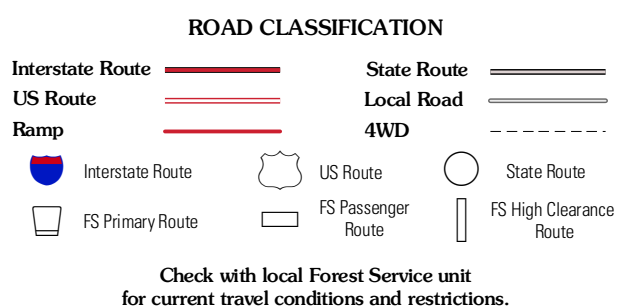 ROAD CLASSIFICATION
Interstate Route
State Route
US Route
Local Road
Ramp
4WD
Interstate Route
US Route
State Route
FS Primary Route
FS Passenger
Route
FS High Clearance
Route
Check with local Forest Service unit
for current travel conditions and restrictions.